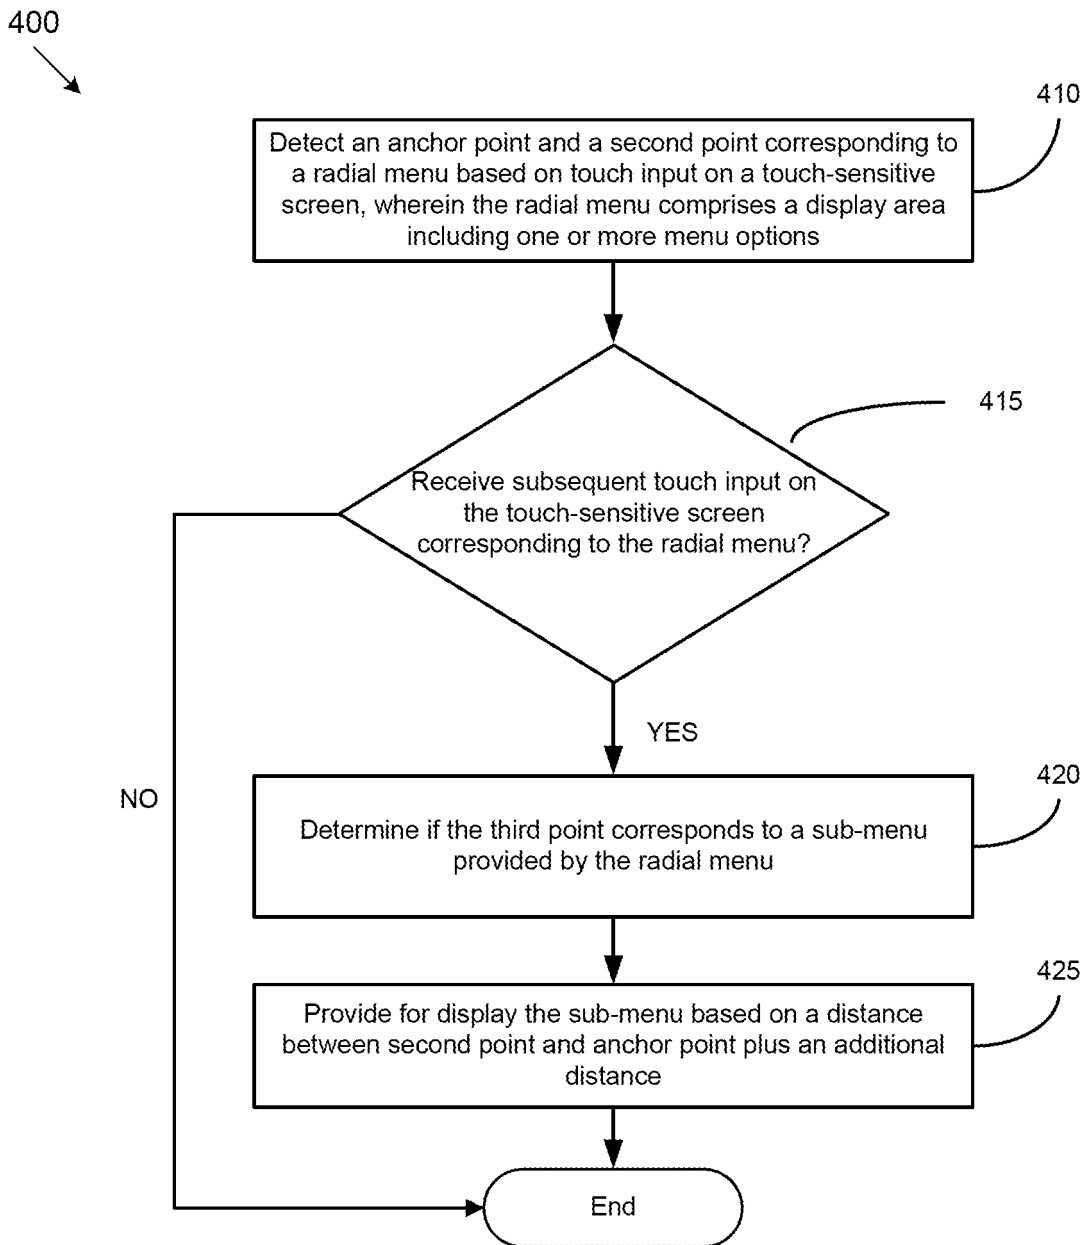 400
410
Detect an anchor point and a second point corresponding to
a radial menu based on touch input on a touch-sensitive
screen, wherein the radial menu comprises a display area
including one or more menu options
415
Receive subsequent touch input on
the touch-sensitive screen
corresponding to the radial menu?
YES
NO
420
Determine if the third point corresponds to a sub-menu
provided by the radial menu
425
Provide for display the sub-menu based on a distance
between second point and anchor point plus an additional
distance
End